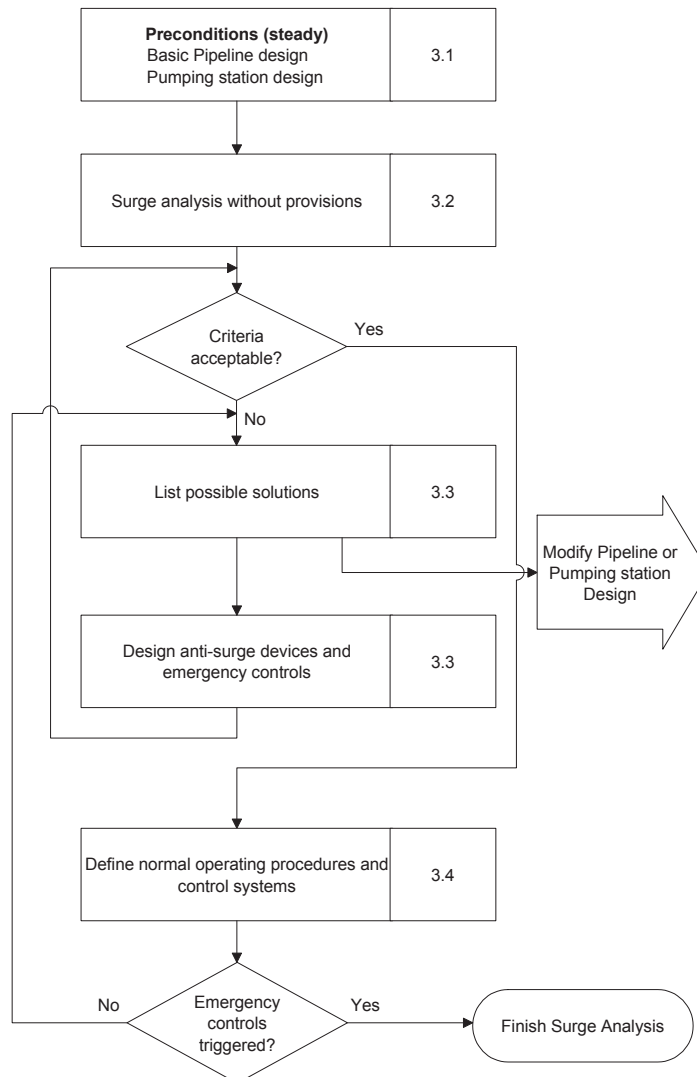 Preconditions (steady)
Basic Pipeline design
Pumping station design
3.1
Surge analysis without provisions
3.2
Criteria
acceptable?
Yes
No
List possible solutions
3.3
Modify Pipeline or
Pumping station
Design
Design anti-surge devices and
emergency controls
3.3
Define normal operating procedures and
control systems
3.4
No
Emergency
controls
triggered?
Yes
Finish Surge Analysis